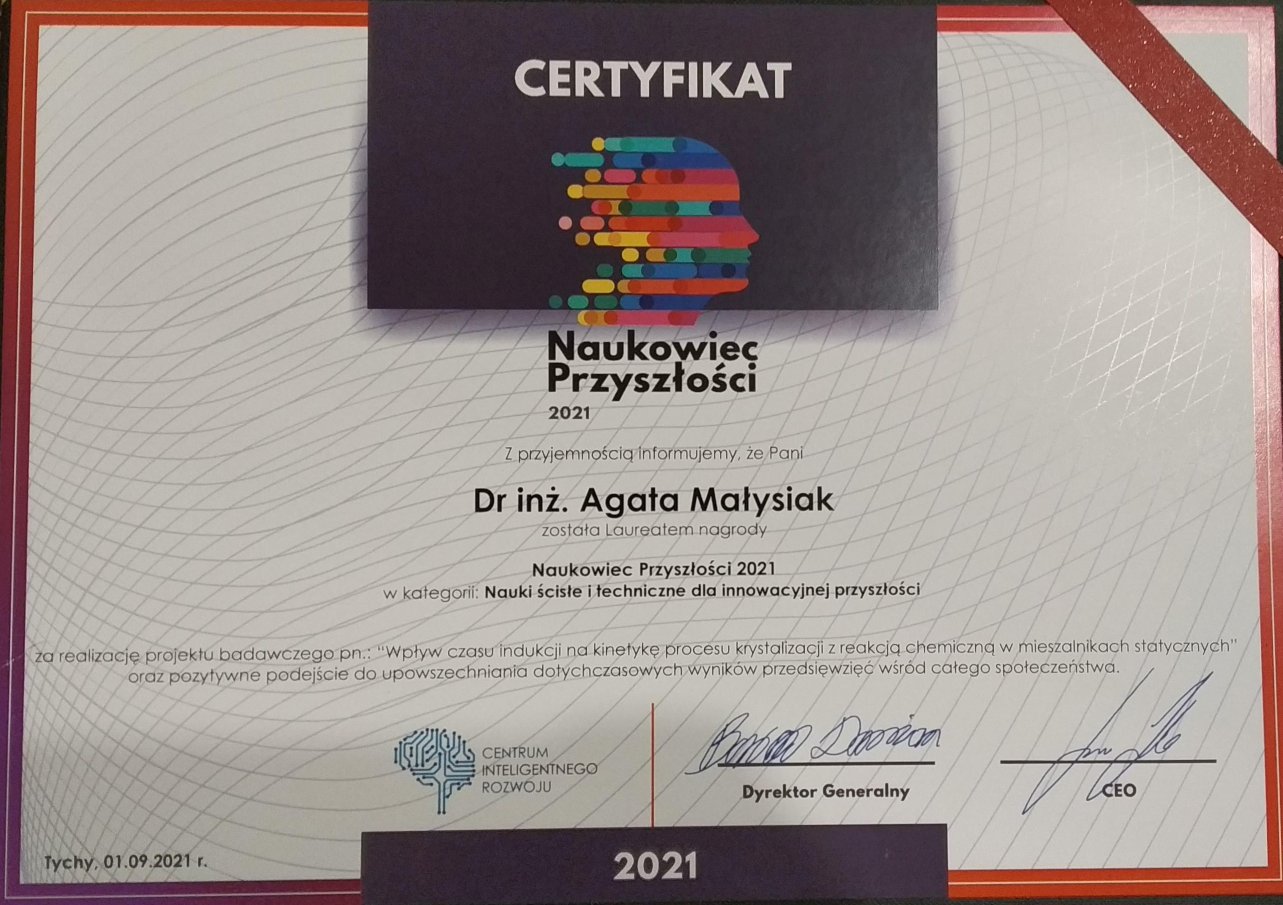 CERTYFIKAT
Naukowiec
Przyszłości
2021
Z przyjemnością informujemy, że Pani
Dr inż. Agata Małysiak
została Laureatem nagrody
Naukowiec Przyszłości 2021
w kategorii: Nauki ścisłe i techniczne dla innowacyjnej przyszłości
za realizację projektu badawczego pn.: “Wpływ czasu indukcji na kinetykę procesu krystalizacji z reakcją chemiczną w mieszalnikach statycznych”
oraz pozytywne podejście do upowszechniania dotychczasowych wyników przedsięwzięć wśród całego społeczeństwa.
CENTRUM
INTELIGENTNEGO
ROZWOJU
Dyrektor Generalny
CEO
Tychy, 01.09.2021 r.
2021